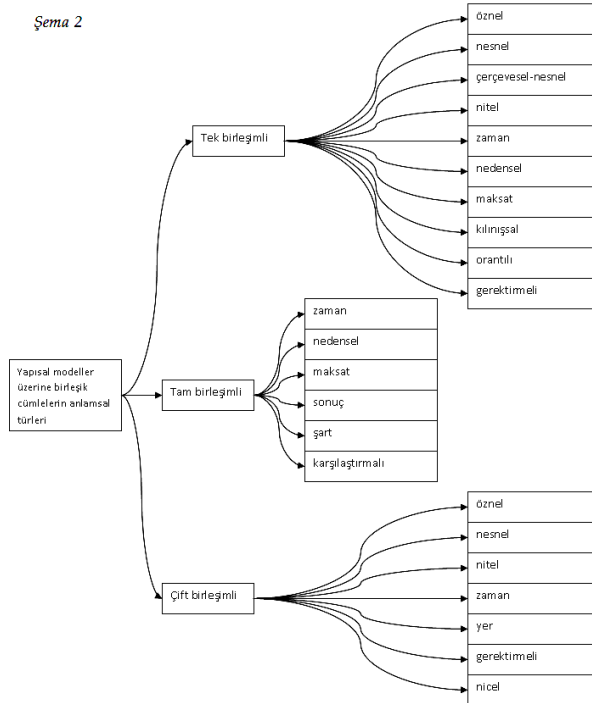 Şema 2
öznel
nesnel
çerçevesel-nesnel
nitel
zaman
nedensel
maksat
kılınışsal
orantılı
gerektirmeli
Tek birleşimli
zaman
nedensel
maksat
sonuç
şart
karşılaştırmalı
Yapısal modeller
üzerine birleşik
cümlelerin anlamsal
türleri
Tam birleşimli
öznel
nesnel
nitel
zaman
yer
gerektirmeli
nicel
Çift birleşimli